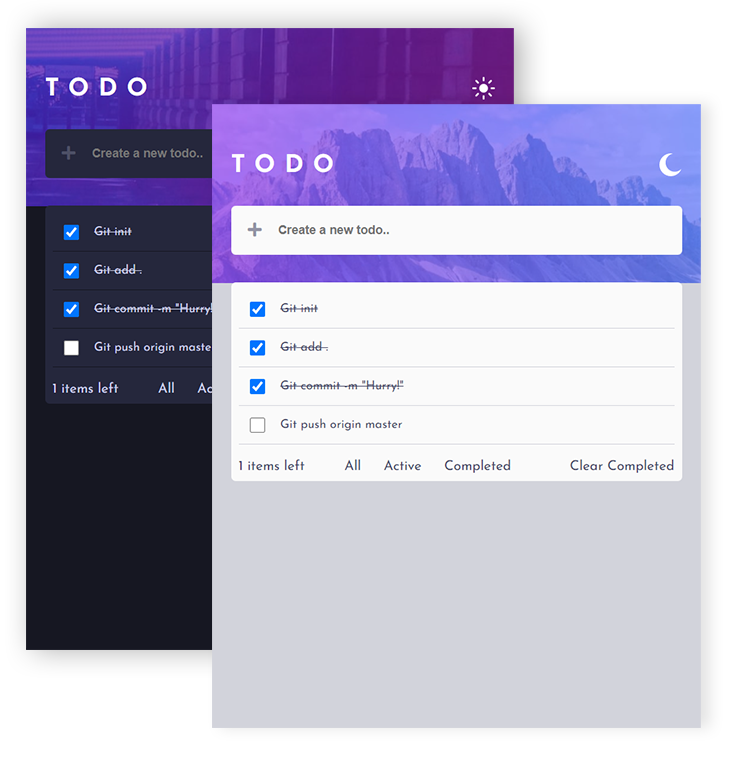 TODO
Create a new todo..
Git init
Git add .
Git commit -m "Hurry!"
Git push origin maste
1 items left All Ac
TODO
Create a new todo..
Git init
Git add .
Git commit -m "Hurry!"
Git push origin master
1 items left All Active Completed Clear Completed